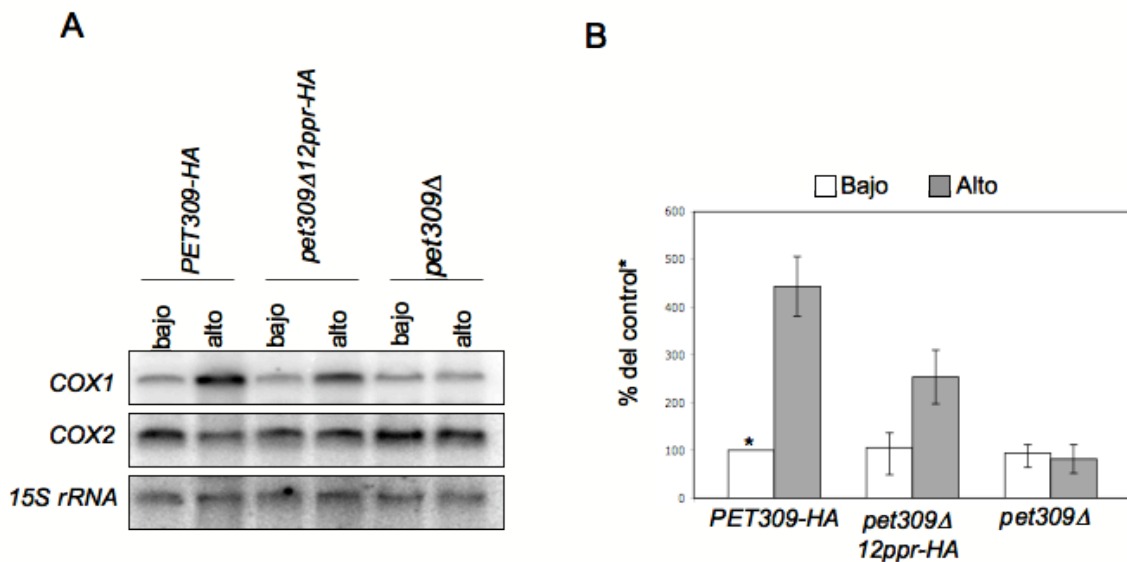 A
PET309-HA
pet309Δ12ppr-HA
pet309Δ
bajo
alto
bajo
alto
bajo
alto
COX1
COX2
15S rRNA
B
Bajo
Alto
% del control*
600
500
400
300
200
100
0
*
PET309-HA
pet309Δ
12ppr-HA
pet309Δ